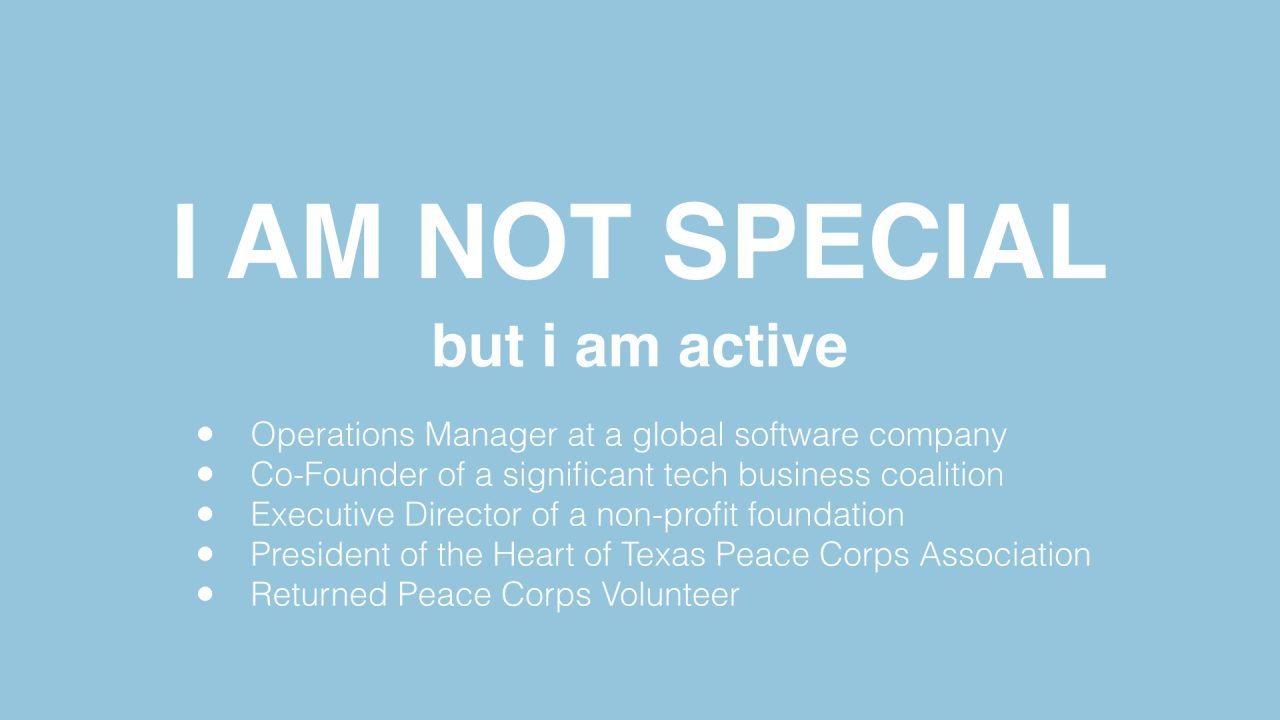 I AM NOT SPECIAL
but i am active
● Operations Manager at a global software company
● Co-Founder of a significant tech business coalition
● Executive Director of a non-profit foundation
● President of the Heart of Texas Peace Corps Association
● Returned Peace Corps Volunteer